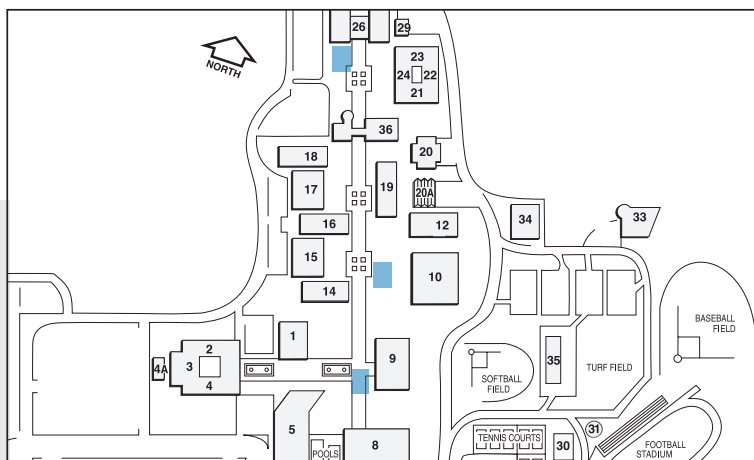 26
29
23
24
22
21
NORTH
36
18
20
17
19
20A
16
12
34
33
15
10
14
1
2
3
4
4A
9
35
TURF FIELD
BASEBALL
FIELD
SOFTBALL
FIELD
5
8
POOLS
TENNIS COURTS
30
31
FOOTBALL
STADIUM